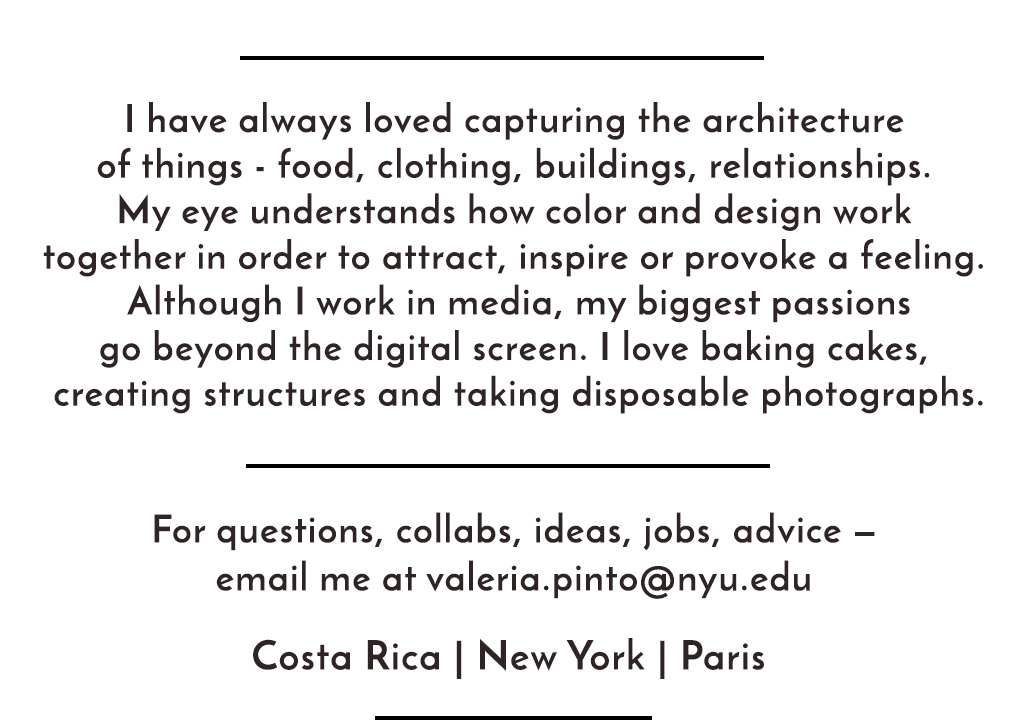 I have always loved capturing the architecture
of things - food, clothing, buildings, relationships.
My eye understands how color and design work
together in order to attract, inspire or provoke a feeling.
Although I work in media, my biggest passions
go beyond the digital screen. I love baking cakes,
creating structures and taking disposable photographs.
For questions, collabs, ideas, jobs, advice –
email me at valeria.pinto@nyu.edu
Costa Rica | New York | Paris